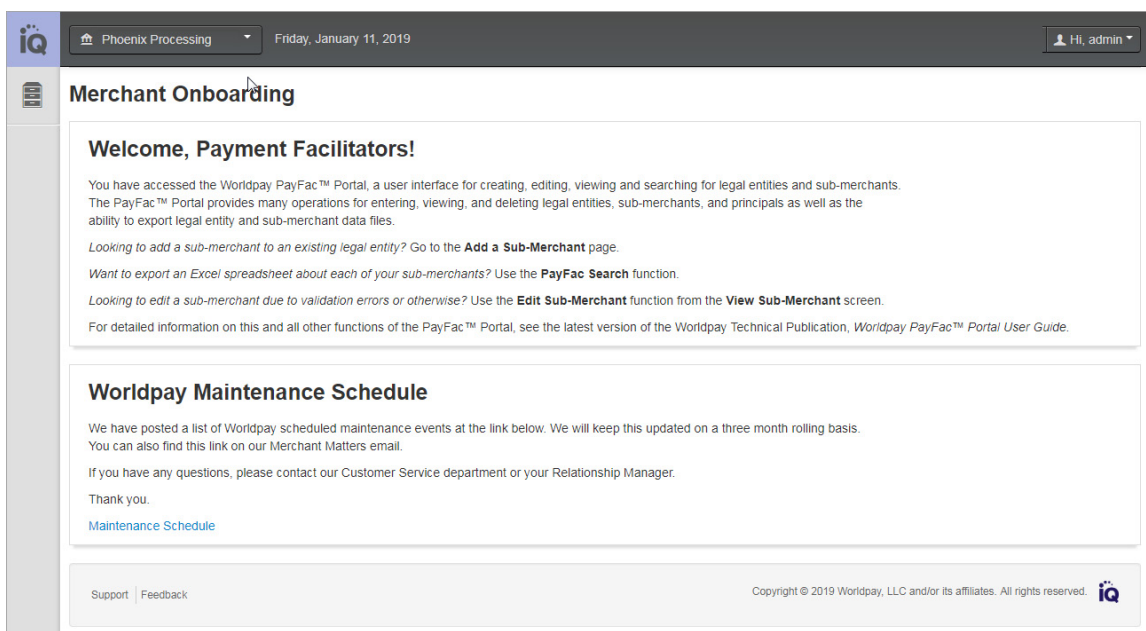 iQ
Phoenix Processing
Friday, January 11, 2019
Hi, admin
Merchant Onboarding
Welcome, Payment Facilitators!
You have accessed the Worldpay PayFac™ Portal, a user interface for creating, editing, viewing and searching for legal entities and sub-merchants.
The PayFac™ Portal provides many operations for entering, viewing, and deleting legal entities, sub-merchants, and principals as well as the
ability to export legal entity and sub-merchant data files.
Looking to add a sub-merchant to an existing legal entity? Go to the Add a Sub-Merchant page.
Want to export an Excel spreadsheet about each of your sub-merchants? Use the PayFac Search function.
Looking to edit a sub-merchant due to validation errors or otherwise? Use the Edit Sub-Merchant function from the View Sub-Merchant screen.
For detailed information on this and all other functions of the PayFac™ Portal, see the latest version of the Worldpay Technical Publication, Worldpay PayFac™ Portal User Guide.
Worldpay Maintenance Schedule
We have posted a list of Worldpay scheduled maintenance events at the link below. We will keep this updated on a three month rolling basis.
You can also find this link on our Merchant Matters email.
If you have any questions, please contact our Customer Service department or your Relationship Manager.
Thank you.
Maintenance Schedule
Support Feedback
Copyright © 2019 Worldpay, LLC and/or its affiliates. All rights reserved.
iQ